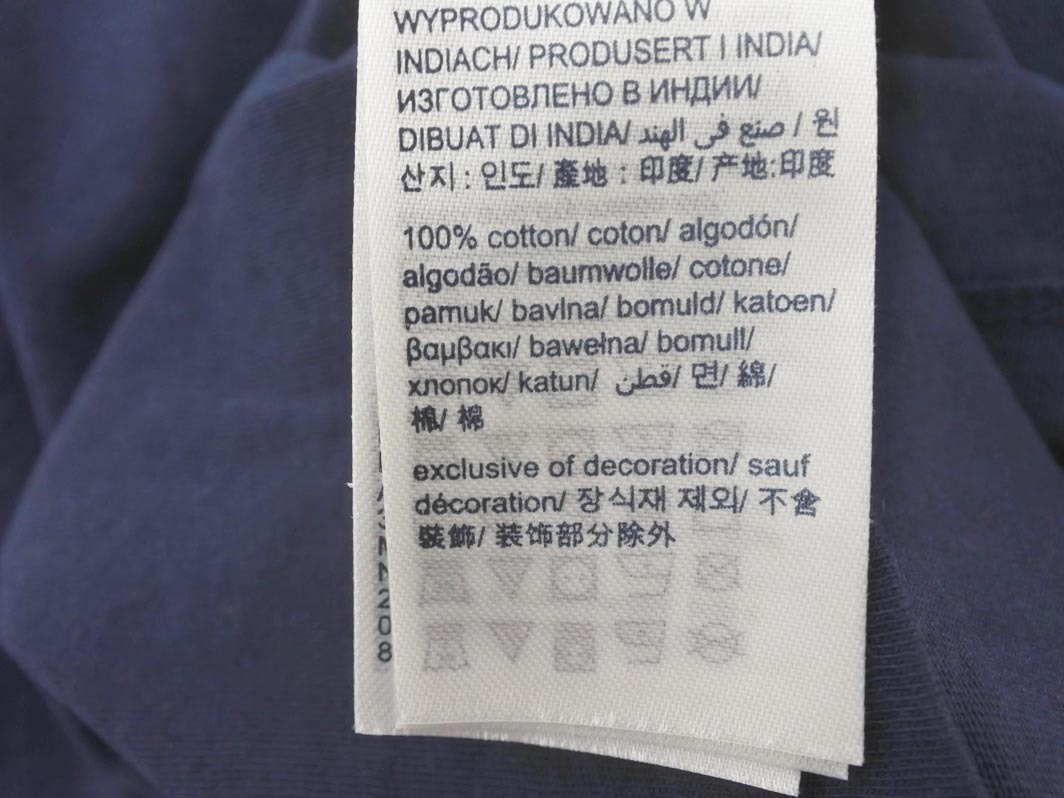 WYPRODUKOWANO W
INDIACH/ PRODUSERT I INDIA/
ИЗГОТОВЛЕНО В ИНДИИ/
DIBUAT DI INDIA/ صنع في الهند / 원
산지 : 인도/ 產地 : 印度/ 产地:印度
100% cotton/ coton/ algodón/
algodão/ baumwolle/ cotone/
pamuk/ bavlna/ bomuld/ katoen/
βαμβακι/ bawełna/ bomull/
хлопок/ katun/ قطن/ 면/ 綿/
棉/ 棉
exclusive of decoration/ sauf
décoration/ 장식재 제외/ 不含
裝飾/ 装饰部分除外
2
0
8